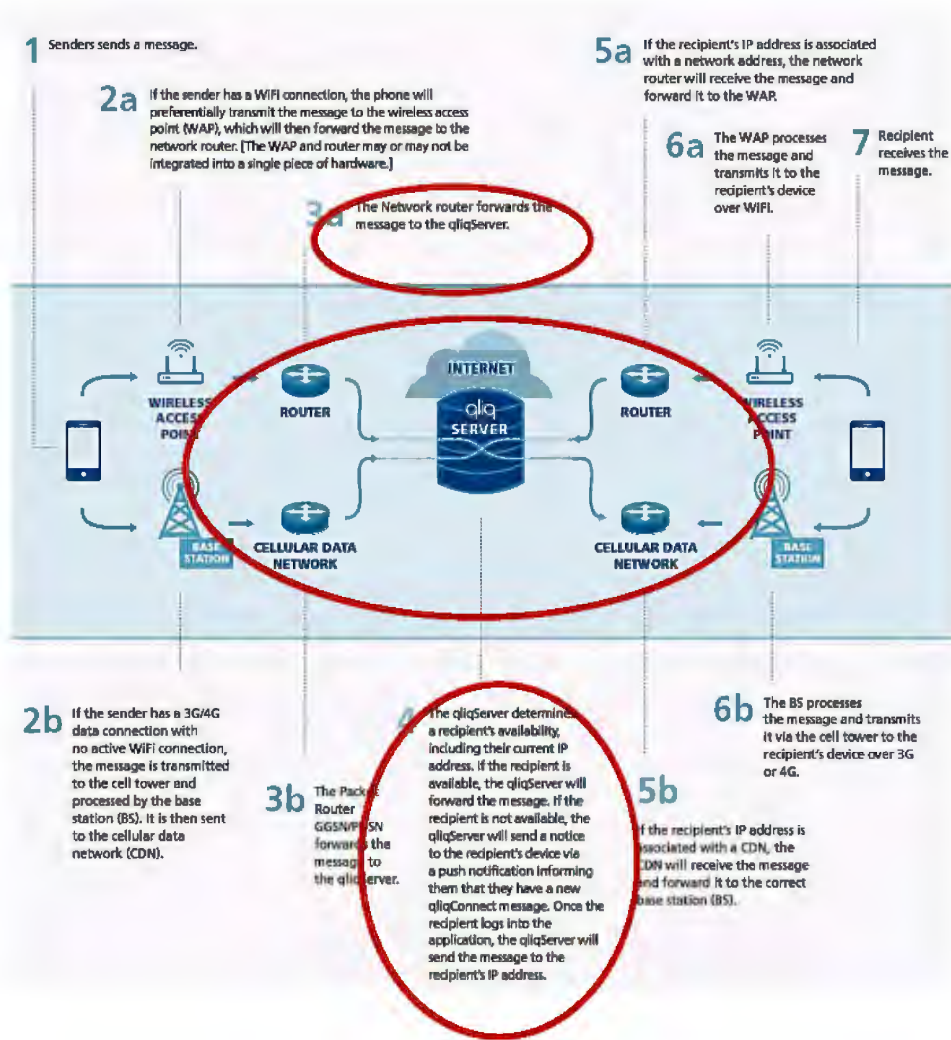 1 Senders sends a message.
2a If the sender has a WiFi connection, the phone will
preferentially transmit the message to the wireless access
point (WAP), which will then forward the message to the
network router. [The WAP and router may or may not be
integrated into a single piece of hardware.]
3a The Network router forwards the
message to the qliqServer.
5a If the recipient's IP address is associated
with a network address, the network
router will receive the message and
forward it to the WAP.
6a The WAP processes
the message and
transmits it to the
recipient's device
over WIFI.
7 Recipient
receives the
message.
WIRELESS
ACCESS
POINT
ROUTER
INTERNET
qliq
SERVER
ROUTER
WIRELESS
ACCESS
POINT
BASE
STATION
CELLULAR DATA
NETWORK
CELLULAR DATA
NETWORK
BASE
STATION
2b If the sender has a 3G/4G
data connection with
no active WiFi connection,
the message is transmitted
to the cell tower and
processed by the base
station (BS). It is then sent
to the cellular data
network (CDN).
3b The Packet
Router
GGSN/PDSN
forwards the
message to
the qliqServer.
4 The qliqServer determines
a recipient's availability,
including their current IP
address. If the recipient is
available, the qliqServer will
forward the message. If the
recipient is not available, the
qliqServer will send a notice
to the recipient's device via
a push notification informing
them that they have a new
qliqConnect message. Once the
recipient logs into the
application, the qliqServer will
send the message to the
recipient's IP address.
5b
If the recipient's IP address is
associated with a CDN, the
CDN will receive the message
and forward it to the correct
base station (BS).
6b The BS processes
the message and transmits
it via the cell tower to the
recipient's device over 3G
or 4G.